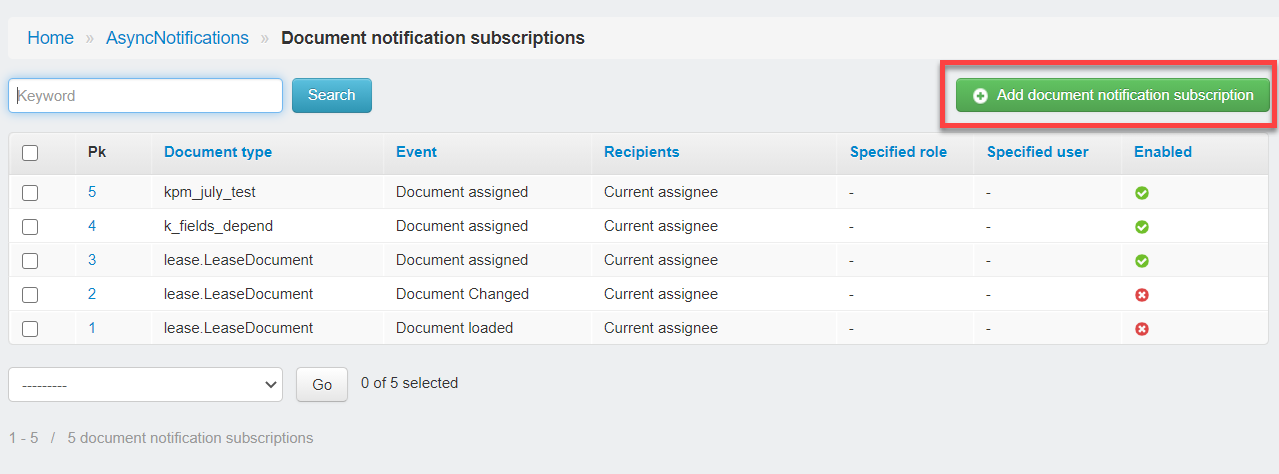 Home » AsyncNotifications » Document notification subscriptions
Keyword Search Add document notification subscription
Pk Document type Event Recipients Specified role Specified user Enabled
5 kpm_july_test Document assigned Current assignee - -
4 k_fields_depend Document assigned Current assignee - -
3 lease.LeaseDocument Document assigned Current assignee - -
2 lease.LeaseDocument Document Changed Current assignee - -
1 lease.LeaseDocument Document loaded Current assignee - -
--------- Go 0 of 5 selected
1 - 5 / 5 document notification subscriptions